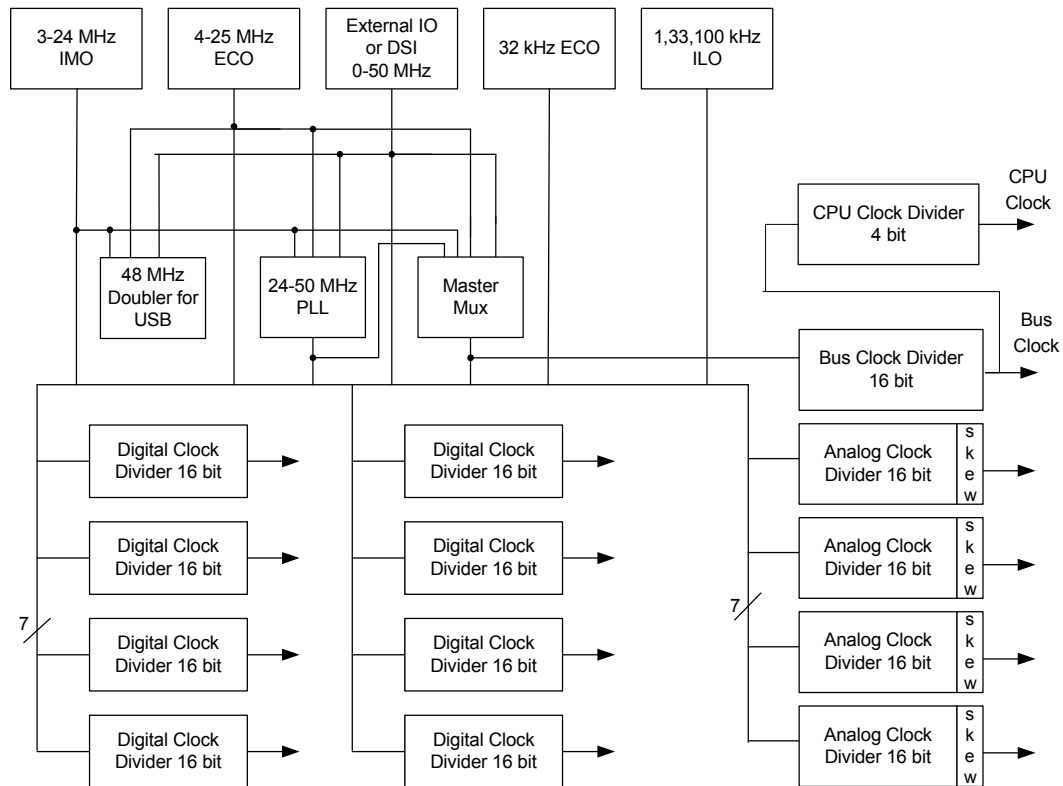 3-24 MHz
IMO
4-25 MHz
ECO
External IO
or DSI
0-50 MHz
32 kHz ECO
1,33,100 kHz
ILO
48 MHz
Doubler for
USB
24-50 MHz
PLL
Master
Mux
CPU Clock Divider
4 bit
CPU
Clock
Bus Clock Divider
16 bit
Bus
Clock
Digital Clock
Divider 16 bit
Digital Clock
Divider 16 bit
Analog Clock
Divider 16 bit
s
k
e
w
Digital Clock
Divider 16 bit
Digital Clock
Divider 16 bit
Analog Clock
Divider 16 bit
s
k
e
w
7
7
Digital Clock
Divider 16 bit
Digital Clock
Divider 16 bit
Analog Clock
Divider 16 bit
s
k
e
w
Digital Clock
Divider 16 bit
Digital Clock
Divider 16 bit
Analog Clock
Divider 16 bit
s
k
e
w